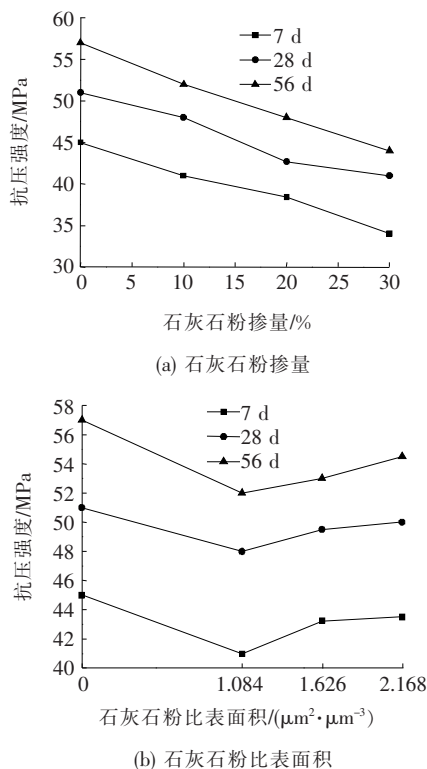 60
55
50
45
40
35
30
抗压强度/MPa
7 d
28 d
56 d
0 5 10 15 20 25 30
石灰石粉掺量/%
(a) 石灰石粉掺量
58
56
54
52
50
48
46
44
42
40
抗压强度/MPa
7 d
28 d
56 d
0 1.084 1.626 2.168
石灰石粉比表面积/(μm²·μm⁻³)
(b) 石灰石粉比表面积